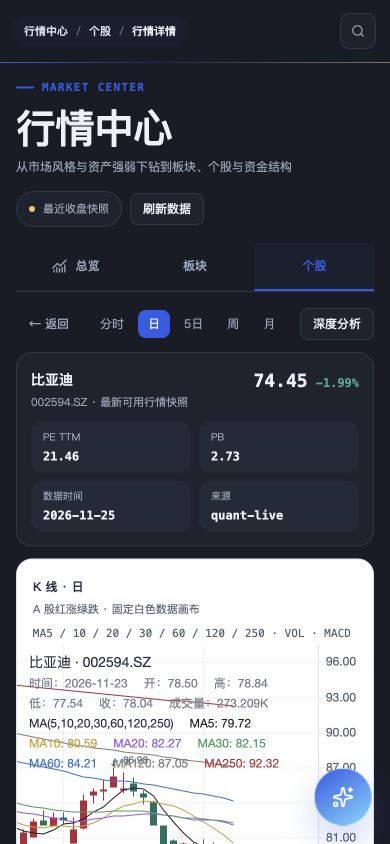 行情中心 / 个股 / 行情详情
MARKET CENTER
行情中心
从市场风格与资产强弱下钻到板块、个股与资金结构
最近收盘快照 刷新数据
总览 板块 个股
← 返回 分时 日 5日 周 月 深度分析
比亚迪 74.45 -1.99%
002594.SZ · 最新可用行情快照
PE TTM PB
21.46 2.73
数据时间 来源
2026-11-25 quant-live
K 线 · 日
A 股红涨绿跌 · 固定白色数据画布
MA5 / 10 / 20 / 30 / 60 / 120 / 250 · VOL · MACD
比亚迪 · 002594.SZ 96.00
时间: 2026-11-23 开: 78.50 高: 78.84
93.00
低: 77.54 收: 78.04 成交量: 273.209K
MA(5,10,20,30,60,120,250) MA5: 79.72
90.00
MA10: 80.59 MA20: 82.27 MA30: 82.15
MA60: 84.21 MA120: 87.05 MA250: 92.32
87.00
81.00